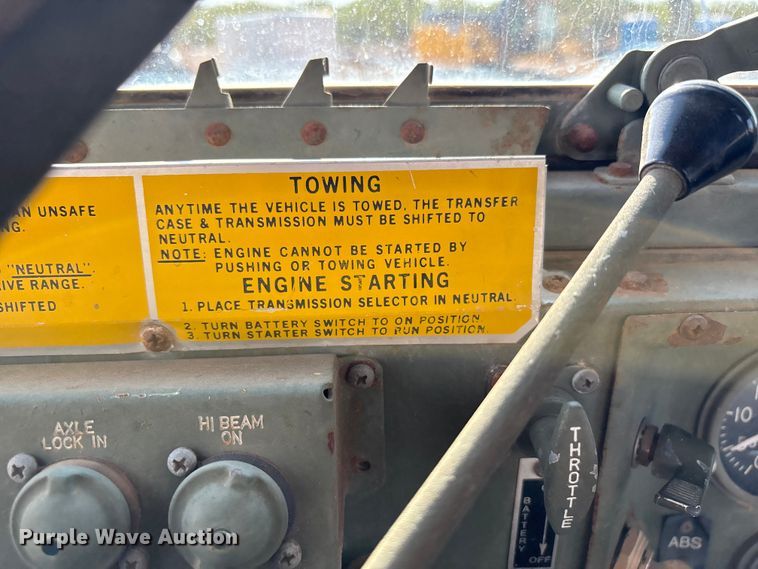 AN UNSAFE
NG.
"NEUTRAL"
IVE RANGE.
SHIFTED
TOWING
ANYTIME THE VEHICLE IS TOWED. THE TRANSFER
CASE & TRANSMISSION MUST BE SHIFTED TO
NEUTRAL.
NOTE: ENGINE CANNOT BE STARTED BY
PUSHING OR TOWING VEHICLE.
ENGINE STARTING
1. PLACE TRANSMISSION SELECTOR IN NEUTRAL.
2. TURN BATTERY SWITCH TO ON POSITION
3. TURN STARTER SWITCH TO RUN POSITION.
AXLE
LOCK IN
HI BEAM
ON
THROTTLE
BATTERY
OFF
-10
ABS
Purple Wave Auction